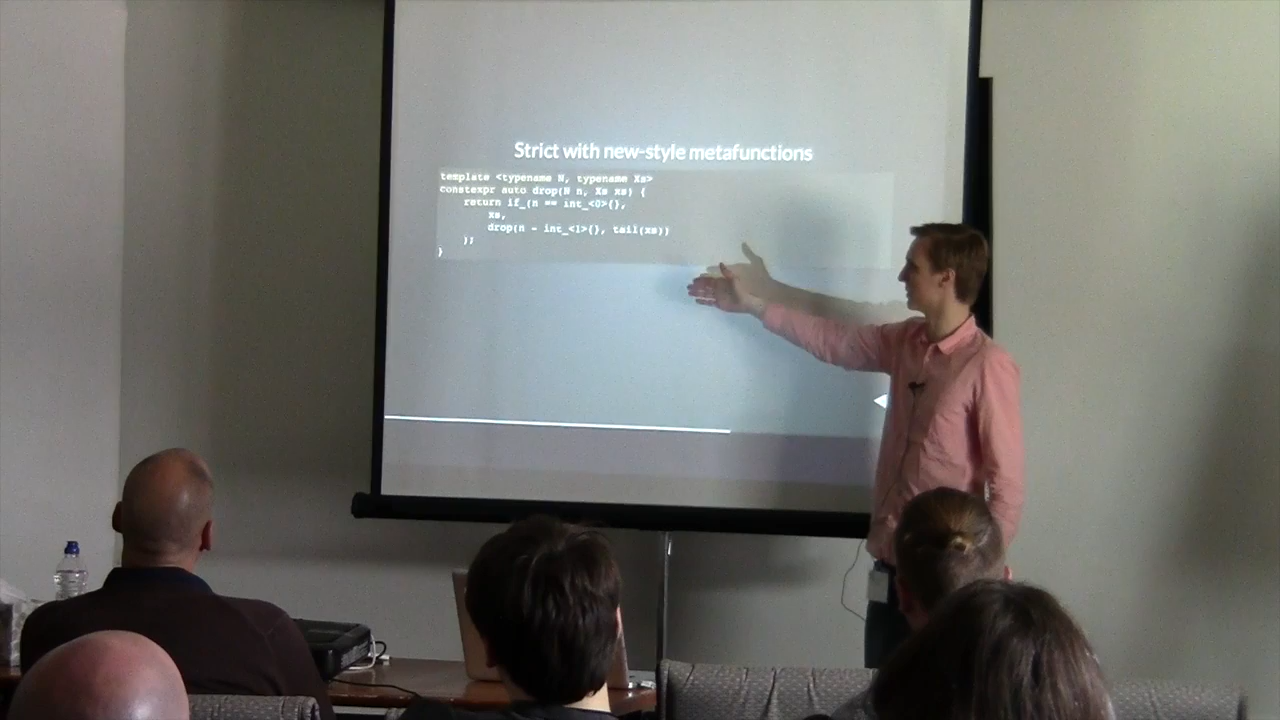 Strict with new-style metafunctions
template <typename N, typename Xs>
constexpr auto drop(N n, Xs xs) {
return if_(n == int_<0>{},
xs,
drop(n - int_<1>{}, tail(xs))
);
}